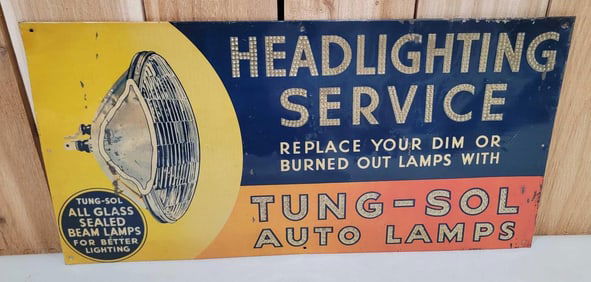 HEADLIGHTING
SERVICE
REPLACE YOUR DIM OR
BURNED OUT LAMPS WITH
TUNG-SOL
AUTO LAMPS
TUNG-SOL
ALL GLASS
SEALED
BEAM LAMPS
FOR BETTER
LIGHTING